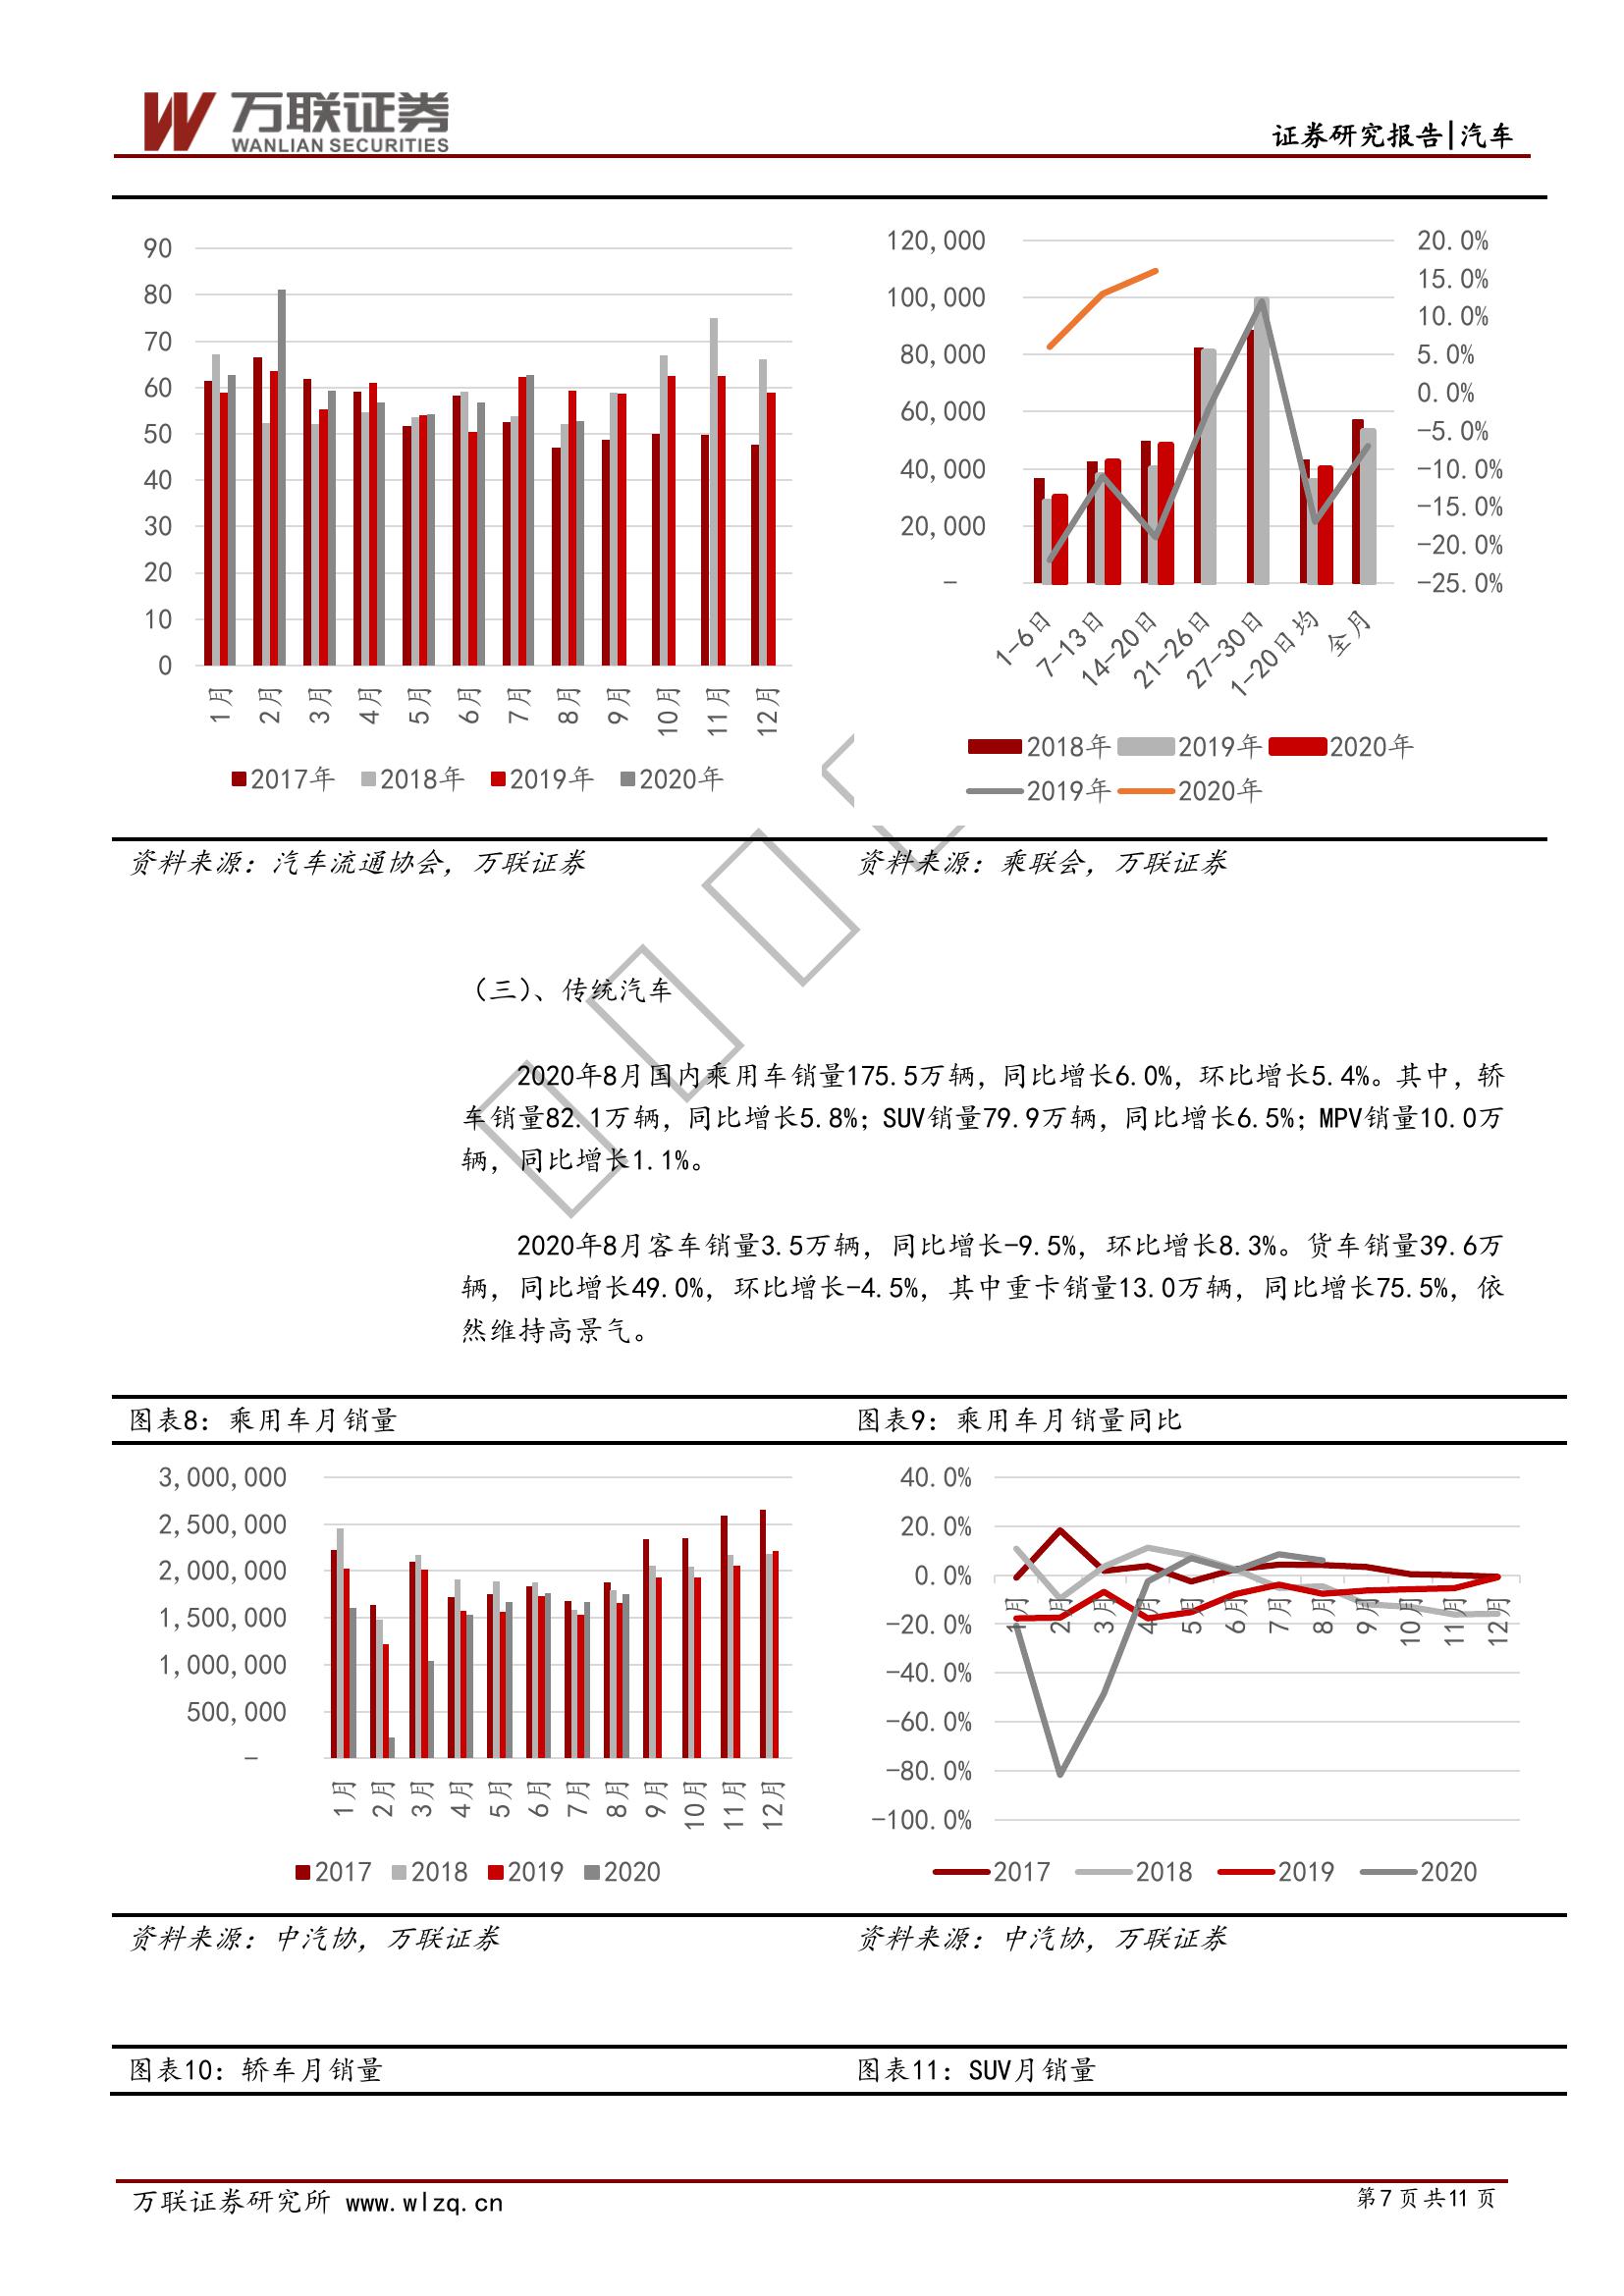 万联证券
WANLIAN SECURITIES
证券研究报告|汽车
90
80
70
60
50
40
30
20
10
0
1月 2月 3月 4月 5月 6月 7月 8月 9月 10月 11月 12月
2017年 2018年 2019年 2020年
120,000
100,000
80,000
60,000
40,000
20,000
-
20.0%
15.0%
10.0%
5.0%
0.0%
-5.0%
-10.0%
-15.0%
-20.0%
-25.0%
1-6日 7-13日 14-20日 21-26日 27-30日 1-20日均 全月
2018年 2019年 2020年
2019年 2020年
资料来源：汽车流通协会，万联证券
资料来源：乘联会，万联证券
（三）、传统汽车
2020年8月国内乘用车销量175.5万辆，同比增长6.0%，环比增长5.4%。其中，轿
车销量82.1万辆，同比增长5.8%；SUV销量79.9万辆，同比增长6.5%；MPV销量10.0万
辆，同比增长1.1%。
2020年8月客车销量3.5万辆，同比增长-9.5%，环比增长8.3%。货车销量39.6万
辆，同比增长49.0%，环比增长-4.5%，其中重卡销量13.0万辆，同比增长75.5%，依
然维持高景气。
图表8：乘用车月销量
图表9：乘用车月销量同比
3,000,000
2,500,000
2,000,000
1,500,000
1,000,000
500,000
-
1月 2月 3月 4月 5月 6月 7月 8月 9月 10月 11月 12月
2017 2018 2019 2020
40.0%
20.0%
0.0%
-20.0%
-40.0%
-60.0%
-80.0%
-100.0%
1月 2月 3月 4月 5月 6月 7月 8月 9月 10月 11月 12月
2017 2018 2019 2020
资料来源：中汽协，万联证券
资料来源：中汽协，万联证券
图表10：轿车月销量
图表11：SUV月销量
万联证券研究所 www.wlzq.cn
第7页共11页